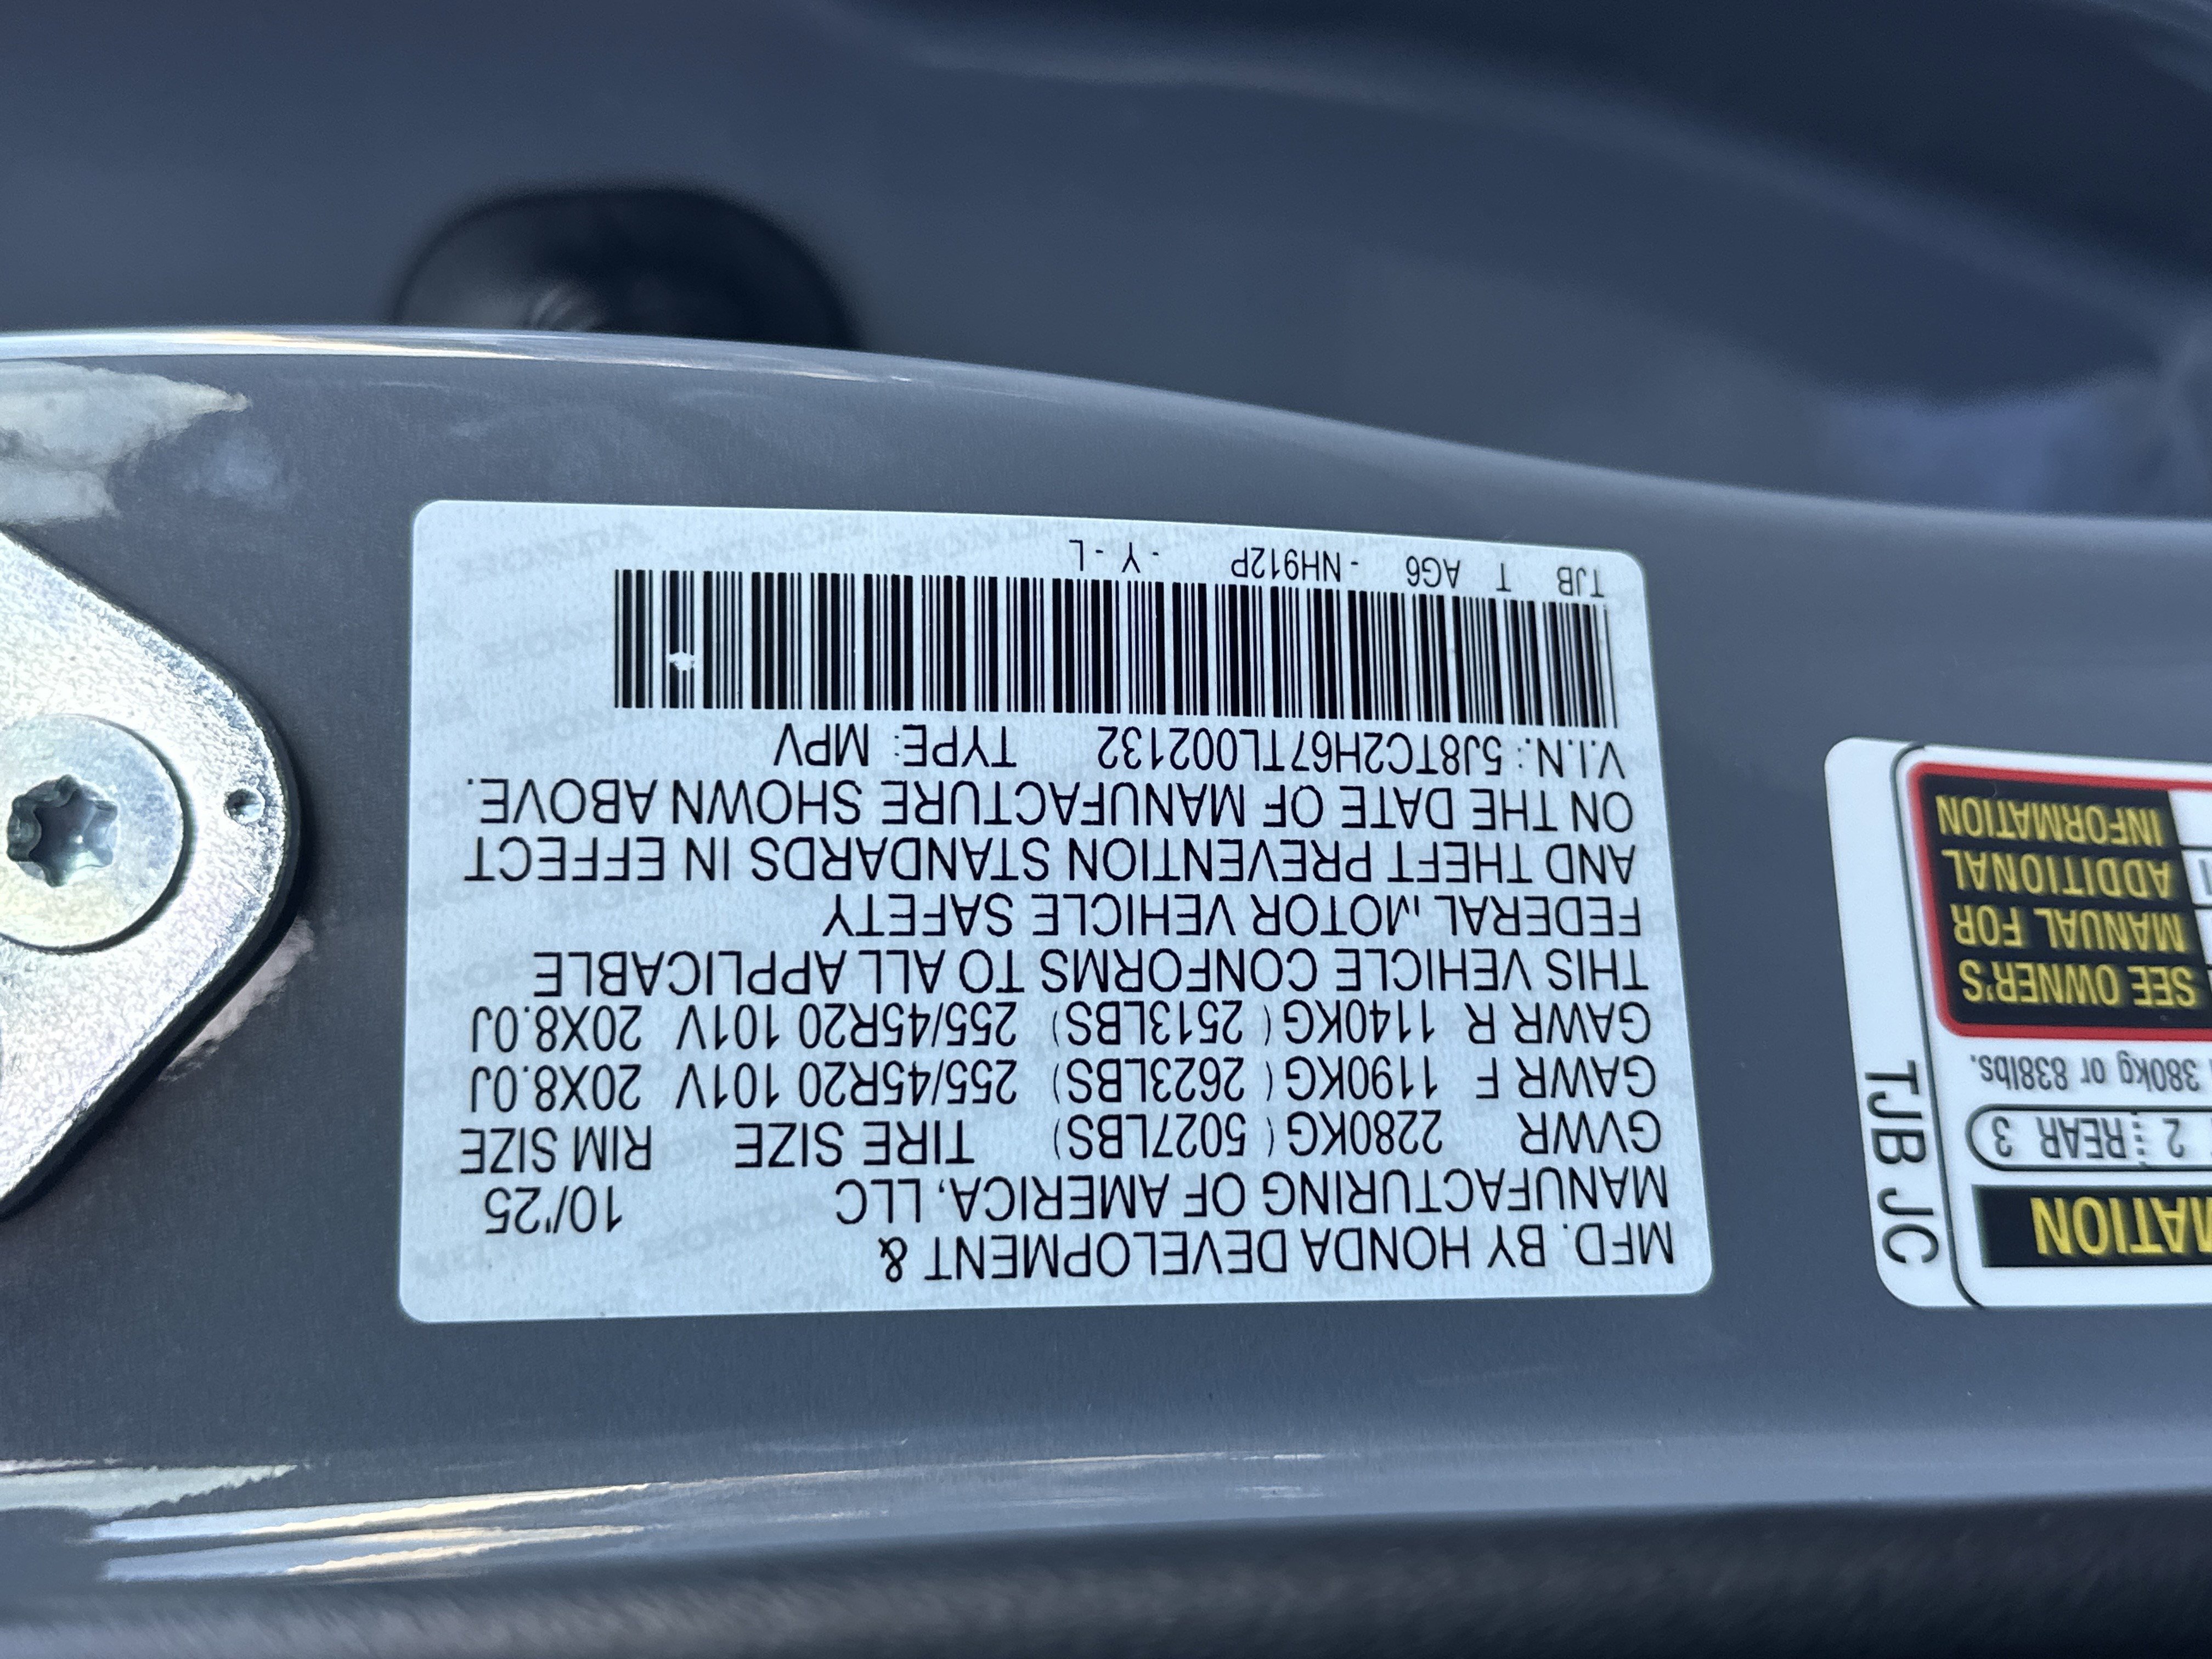 MFD. BY HONDA DEVELOPMENT &
MANUFACTURING OF AMERICA, LLC 10/'25
GVWR 2280KG ( 5027LBS) TIRE SIZE RIM SIZE
GAWR F 1190KG ( 2623LBS) 255/45R20 101V 20X8.0J
GAWR R 1140KG ( 2513LBS) 255/45R20 101V 20X8.0J
THIS VEHICLE CONFORMS TO ALL APPLICABLE
FEDERAL MOTOR VEHICLE SAFETY
AND THEFT PREVENTION STANDARDS IN EFFECT
ON THE DATE OF MANUFACTURE SHOWN ABOVE.
V.I.N.: 5J8TC2H67TL002132 TYPE: MPV
TJB T AG6 - NH912P - Y - L
MATION
2 REAR 3
380kg or 838lbs.
SEE OWNER'S
MANUAL FOR
ADDITIONAL
INFORMATION
TJB JC